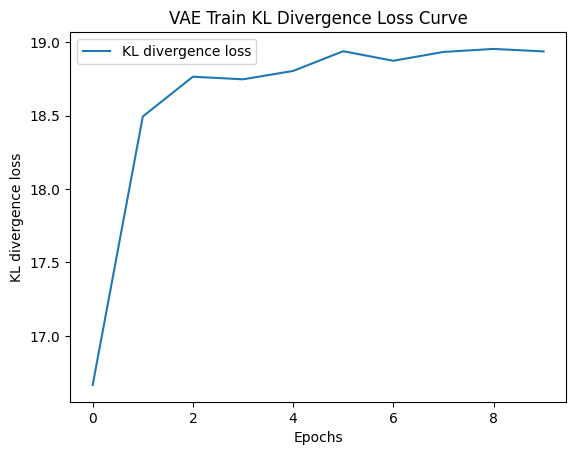 VAE Train KL Divergence Loss Curve
KL divergence loss
19.0
18.5
18.0
17.5
17.0
KL divergence loss
0
2
4
6
8
Epochs